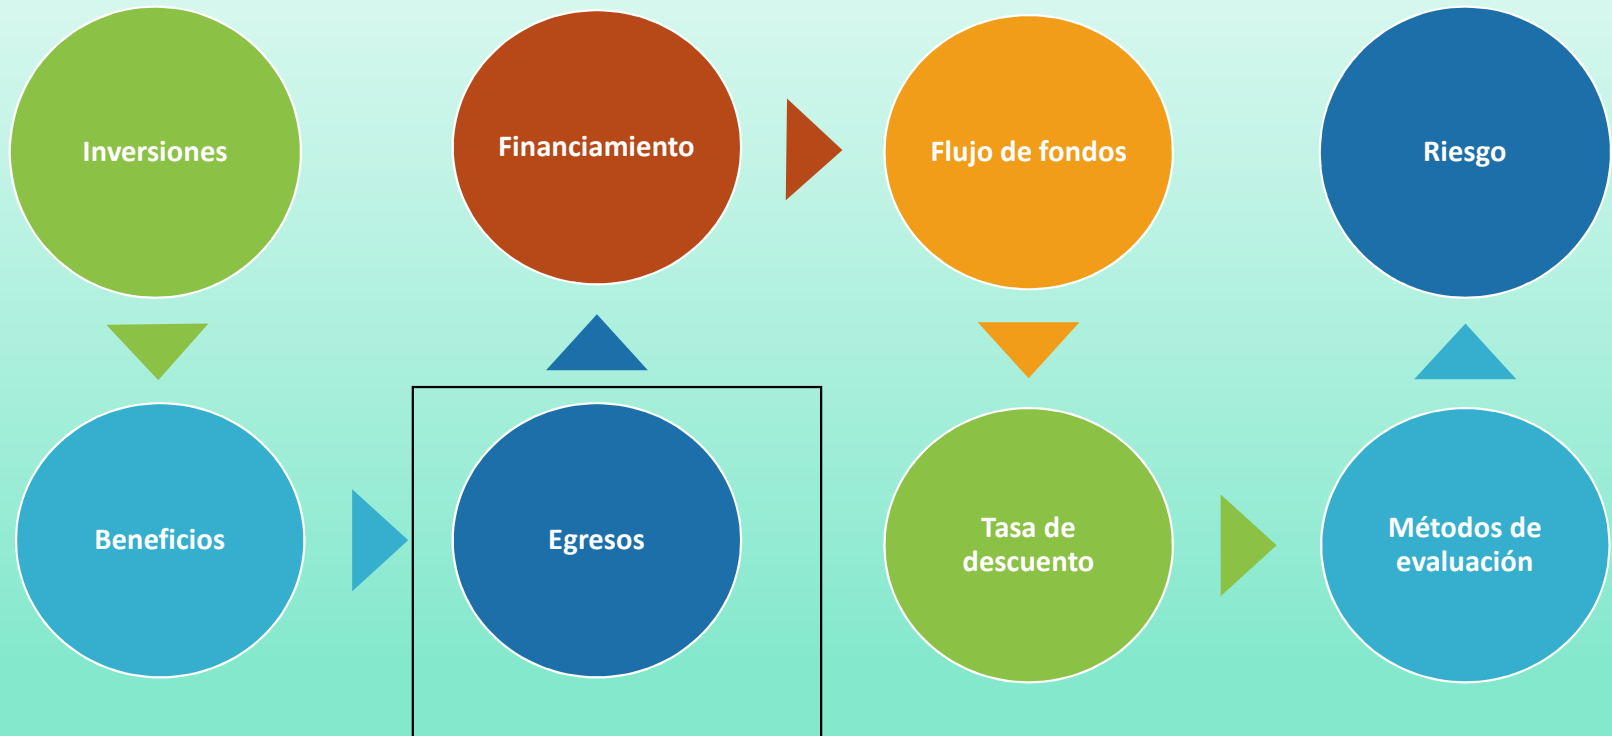 Inversiones
Financiamiento
Flujo de fondos
Riesgo
Beneficios
Egresos
Tasa de
descuento
Métodos de
evaluación